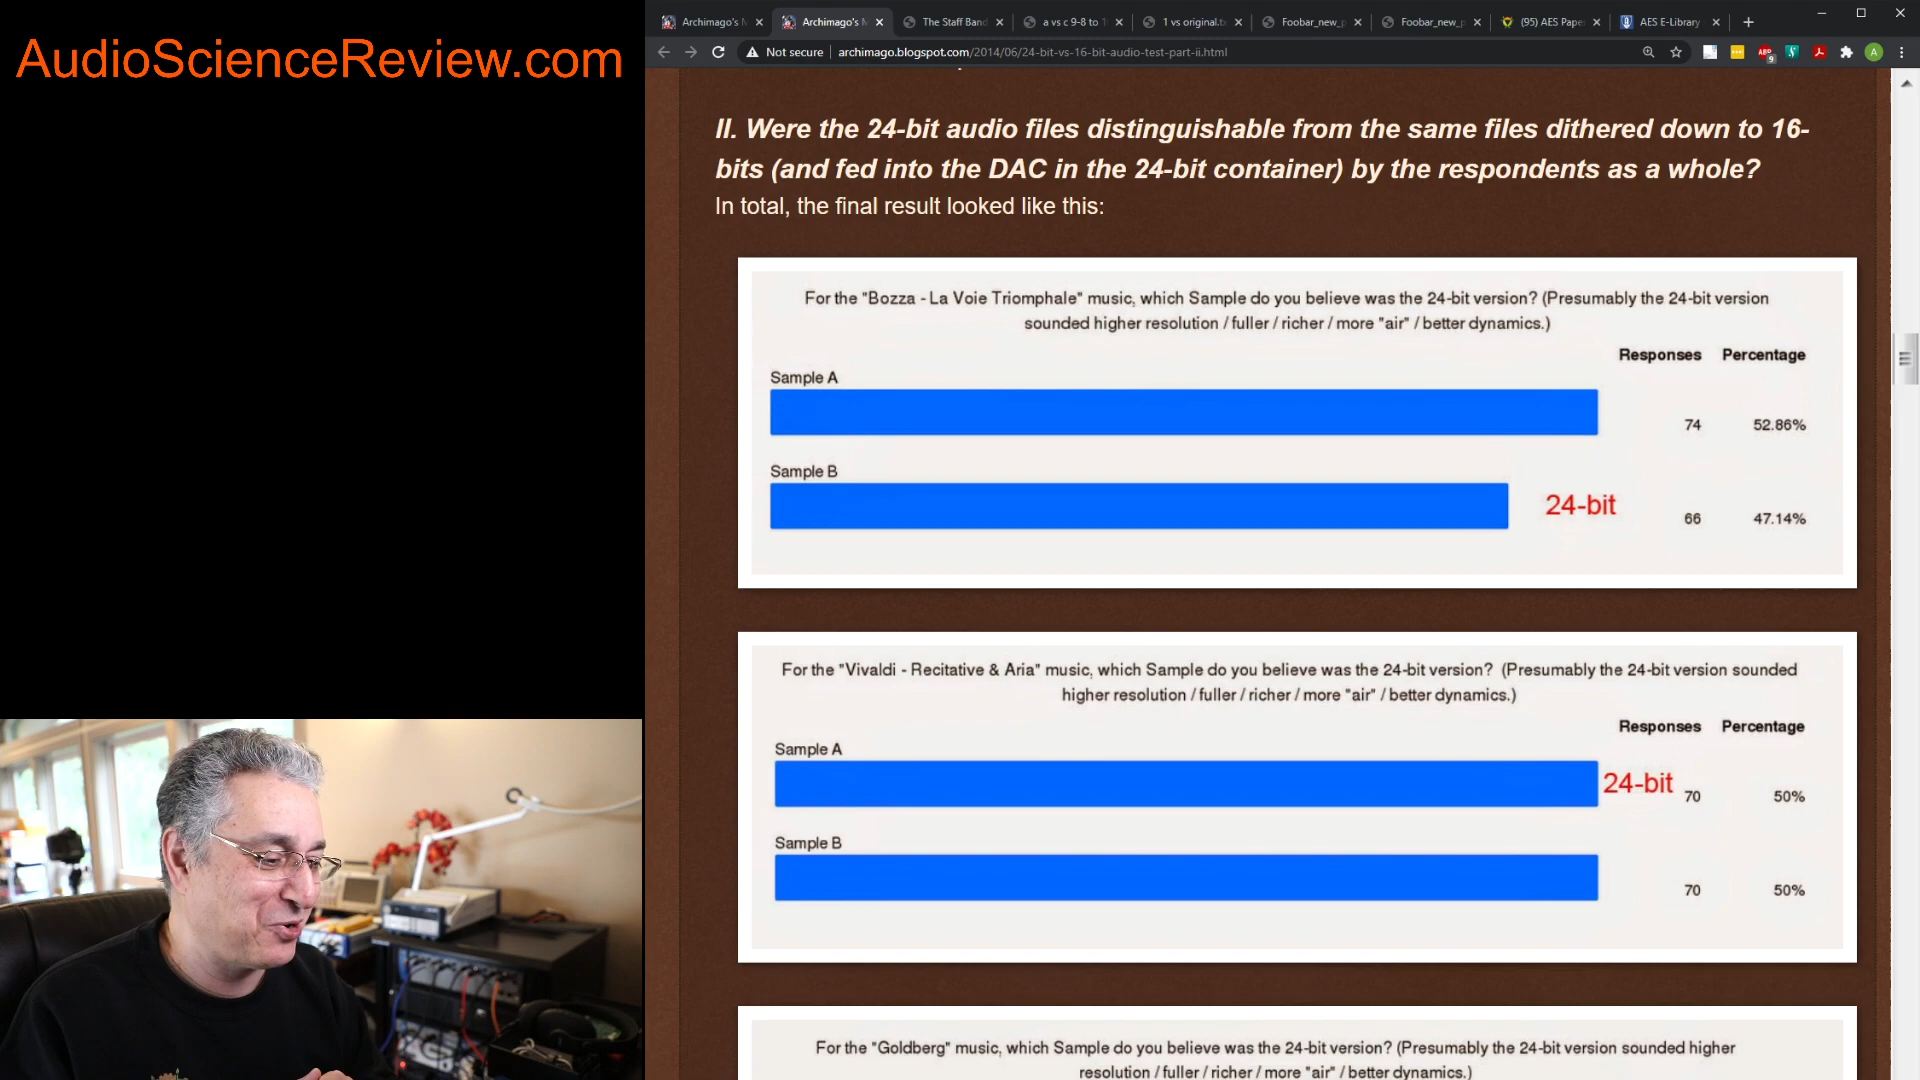 AudioScienceReview.com
Archimago's M
Archimago's M
The Staff Band
a vs c 9-8 to 1
1 vs original.t
Foobar_new_p
Foobar_new_p
(95) AES Pape
AES E-Library
Not secure
archimago.blogspot.com/2014/06/24-bit-vs-16-bit-audio-test-part-ii.html
II. Were the 24-bit audio files distinguishable from the same files dithered down to 16-
bits (and fed into the DAC in the 24-bit container) by the respondents as a whole?
In total, the final result looked like this:
For the "Bozza - La Voie Triomphale" music, which Sample do you believe was the 24-bit version? (Presumably the 24-bit version
sounded higher resolution / fuller / richer / more "air" / better dynamics.)
Responses Percentage
Sample A
74 52.86%
Sample B
24-bit 66 47.14%
For the "Vivaldi - Recitative & Aria" music, which Sample do you believe was the 24-bit version? (Presumably the 24-bit version sounded
higher resolution / fuller / richer / more "air" / better dynamics.)
Responses Percentage
Sample A
24-bit 70 50%
Sample B
70 50%
For the "Goldberg" music, which Sample do you believe was the 24-bit version? (Presumably the 24-bit version sounded higher
resolution / fuller / richer / more "air" / better dynamics.)